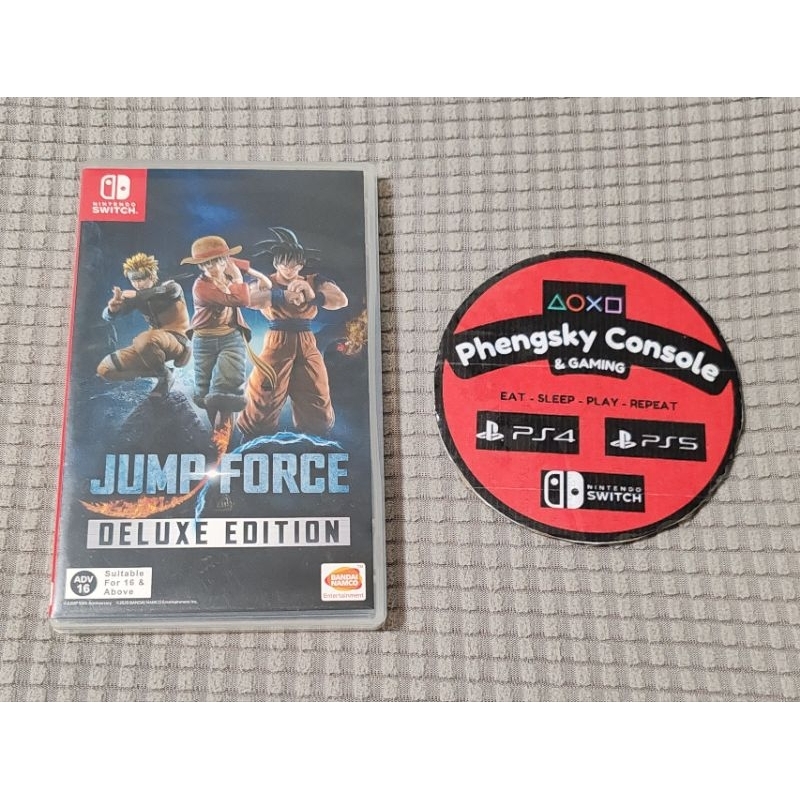 NINTENDO
SWITCH
JUMP FORCE
DELUXE EDITION
ADV
16
Suitable
For 16 &
Above
BANDAI
NAMCO
Entertainment
Phengsky Console
& GAMING
EAT - SLEEP - PLAY - REPEAT
PS4
PS5
NINTENDO
SWITCH